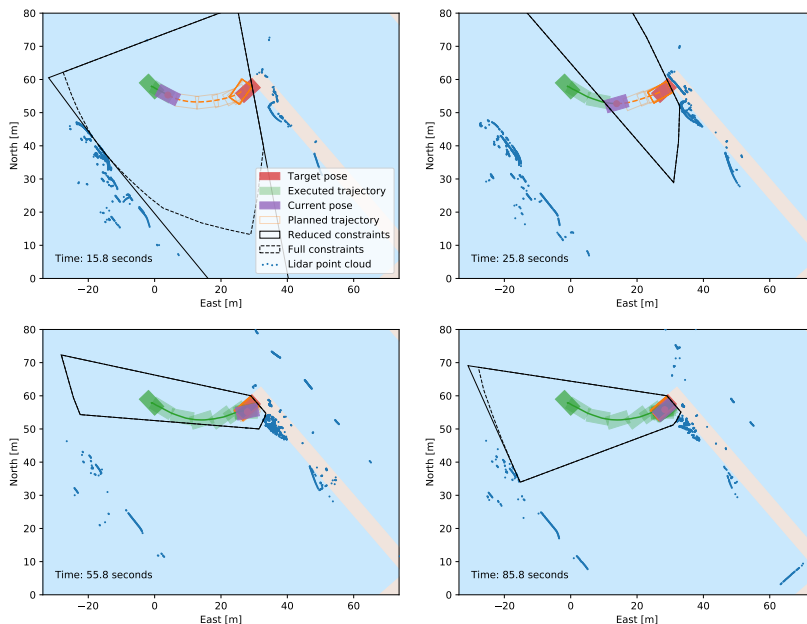 80
70
60
50
40
30
20
10
0
North [m]
Time: 15.8 seconds
Target pose
Executed trajectory
Current pose
Planned trajectory
Reduced constraints
Full constraints
Lidar point cloud
−20
0
20
40
60
East [m]
80
70
60
50
40
30
20
10
0
North [m]
Time: 25.8 seconds
−20
0
20
40
60
East [m]
80
70
60
50
40
30
20
10
0
North [m]
Time: 55.8 seconds
−20
0
20
40
60
East [m]
80
70
60
50
40
30
20
10
0
North [m]
Time: 85.8 seconds
−20
0
20
40
60
East [m]